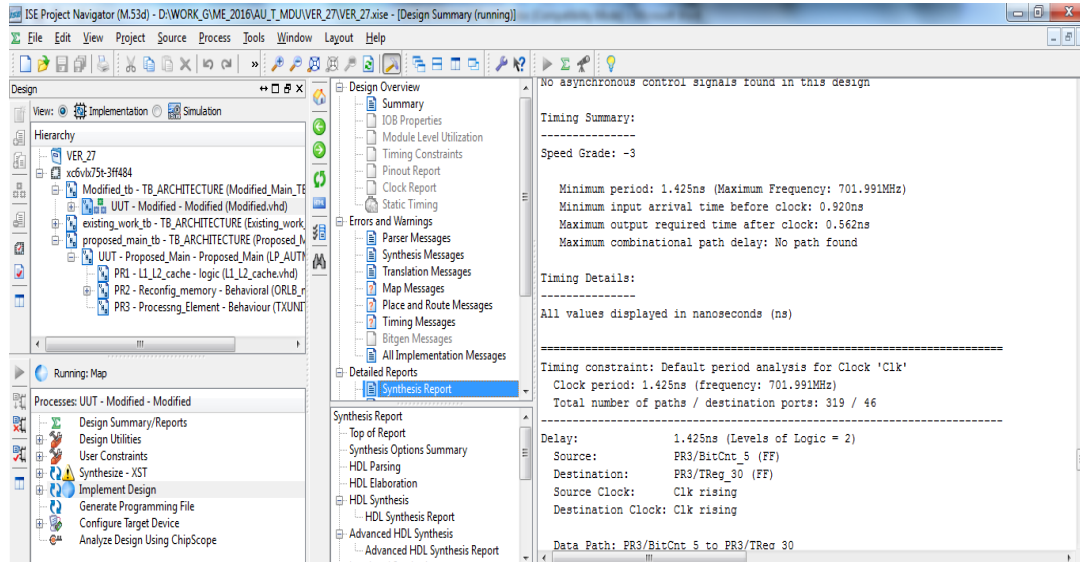 ISE Project Navigator (M.53d) - D:\WORK_G\ME_2016\AU_T_MDU\VER_27\VER_27.xise - [Design Summary (running)]
File Edit View Project Source Process Tools Window Layout Help
Design
View: Implementation Simulation
Hierarchy
VER_27
xc6vlx75t-3ff484
Modified_tb - TB_ARCHITECTURE (Modified_Main_TE
UUT - Modified - Modified (Modified.vhd)
existing_work_tb - TB_ARCHITECTURE (Existing_work_
proposed_main_tb - TB_ARCHITECTURE (Proposed_M
UUT - Proposed_Main - Proposed_Main (LP_AUTH
PR1 - L1_L2_cache - logic (L1_L2_cache.vhd)
PR2 - Reconfig_memory - Behavioral (ORLB_r
PR3 - Processng_Element - Behaviour (TXUNIT
Running: Map
Processes: UUT - Modified - Modified
Design Summary/Reports
Design Utilities
User Constraints
Synthesize - XST
Implement Design
Generate Programming File
Configure Target Device
Analyze Design Using ChipScope
Design Overview
Summary
IOB Properties
Module Level Utilization
Timing Constraints
Pinout Report
Clock Report
Static Timing
Errors and Warnings
Parser Messages
Synthesis Messages
Translation Messages
Map Messages
Place and Route Messages
Timing Messages
Bitgen Messages
All Implementation Messages
Detailed Reports
Synthesis Report
Synthesis Report
Top of Report
Synthesis Options Summary
HDL Parsing
HDL Elaboration
HDL Synthesis
HDL Synthesis Report
Advanced HDL Synthesis
Advanced HDL Synthesis Report
No asynchronous control signals found in this design
Timing Summary:
---------------
Speed Grade: -3
Minimum period: 1.425ns (Maximum Frequency: 701.991MHz)
Minimum input arrival time before clock: 0.920ns
Maximum output required time after clock: 0.562ns
Maximum combinational path delay: No path found
Timing Details:
---------------
All values displayed in nanoseconds (ns)
=========================================================================
Timing constraint: Default period analysis for Clock 'Clk'
Clock period: 1.425ns (frequency: 701.991MHz)
Total number of paths / destination ports: 319 / 46
-------------------------------------------------------------------------
Delay: 1.425ns (Levels of Logic = 2)
Source: PR3/BitCnt_5 (FF)
Destination: PR3/TReg_30 (FF)
Source Clock: Clk rising
Destination Clock: Clk rising
Data Path: PR3/BitCnt 5 to PR3/TReg 30